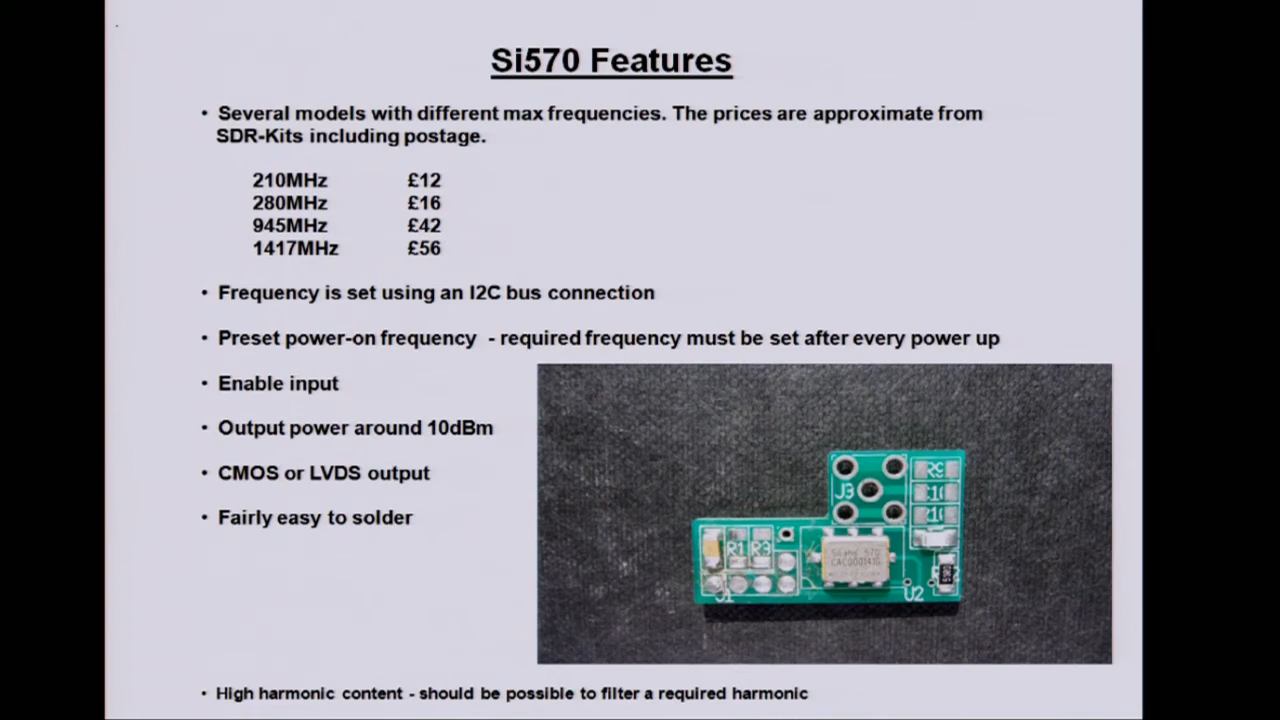 Si570 Features
• Several models with different max frequencies. The prices are approximate from
SDR-Kits including postage.
210MHz £12
280MHz £16
945MHz £42
1417MHz £56
• Frequency is set using an I2C bus connection
• Preset power-on frequency - required frequency must be set after every power up
• Enable input
• Output power around 10dBm
• CMOS or LVDS output
• Fairly easy to solder
J3
R9
R1 R3
570
J1
U2
• High harmonic content - should be possible to filter a required harmonic